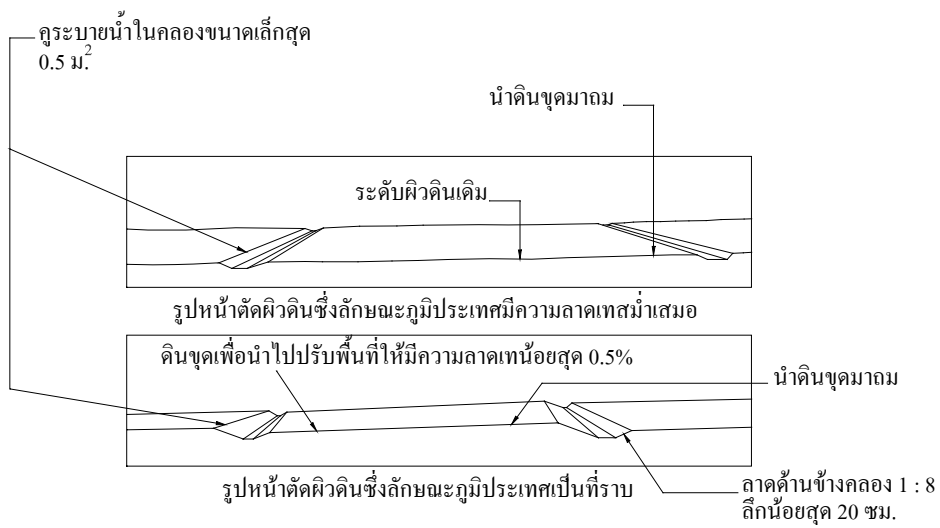 คูระบายน้ำในคลองขนาดเล็กสุด
0.5 ม.²
นำดินขุดมาถม
ระดับผิวดินเดิม
รูปหน้าตัดผิวดินซึ่งลักษณะภูมิประเทศมีความลาดเทสม่ำเสมอ
ดินขุดเพื่อนำไปปรับพื้นที่ให้มีความลาดเทน้อยสุด 0.5%
นำดินขุดมาถม
รูปหน้าตัดผิวดินซึ่งลักษณะภูมิประเทศเป็นที่ราบ
ลาดด้านข้างคลอง 1 : 8
ลึกน้อยสุด 20 ซม.